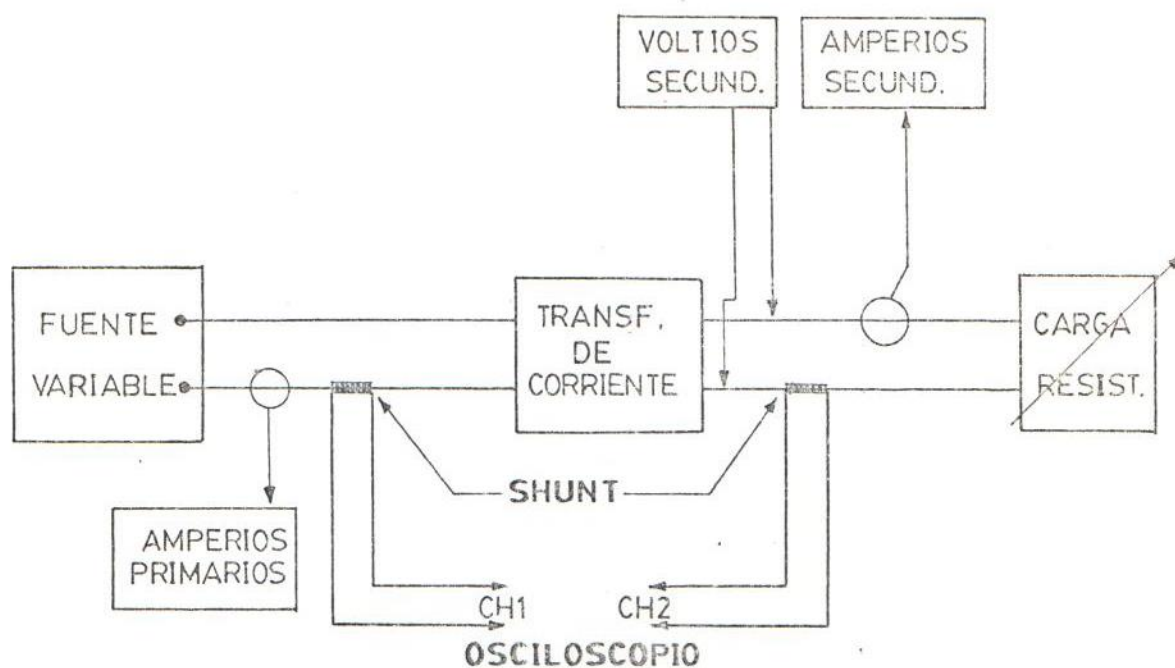 VOLTIOS
SECUND.
AMPERIOS
SECUND.
FUENTE
VARIABLE
TRANSF.
DE
CORRIENTE
CARGA
RESIST.
SHUNT
AMPERIOS
PRIMARIOS
CH1
CH2
OSCILOSCOPIO